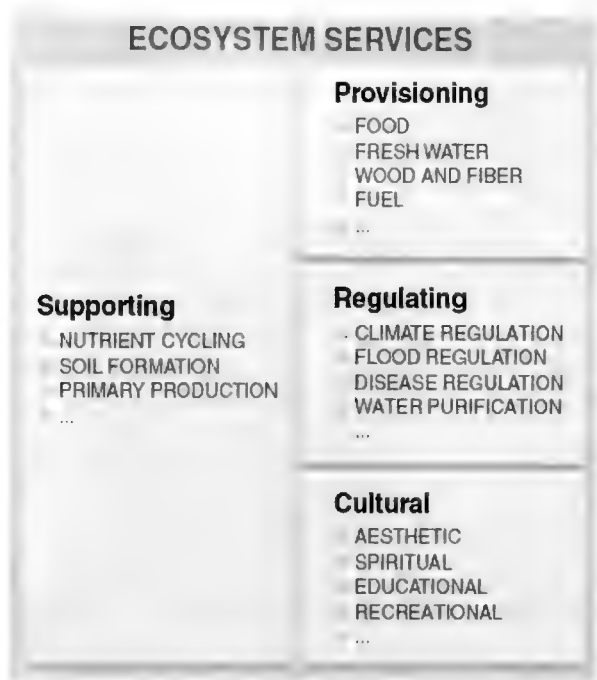 ECOSYSTEM SERVICES
Provisioning
FOOD
FRESH WATER
WOOD AND FIBER
FUEL
...
Supporting
NUTRIENT CYCLING
SOIL FORMATION
PRIMARY PRODUCTION
...
Regulating
CLIMATE REGULATION
FLOOD REGULATION
DISEASE REGULATION
WATER PURIFICATION
...
Cultural
AESTHETIC
SPIRITUAL
EDUCATIONAL
RECREATIONAL
...